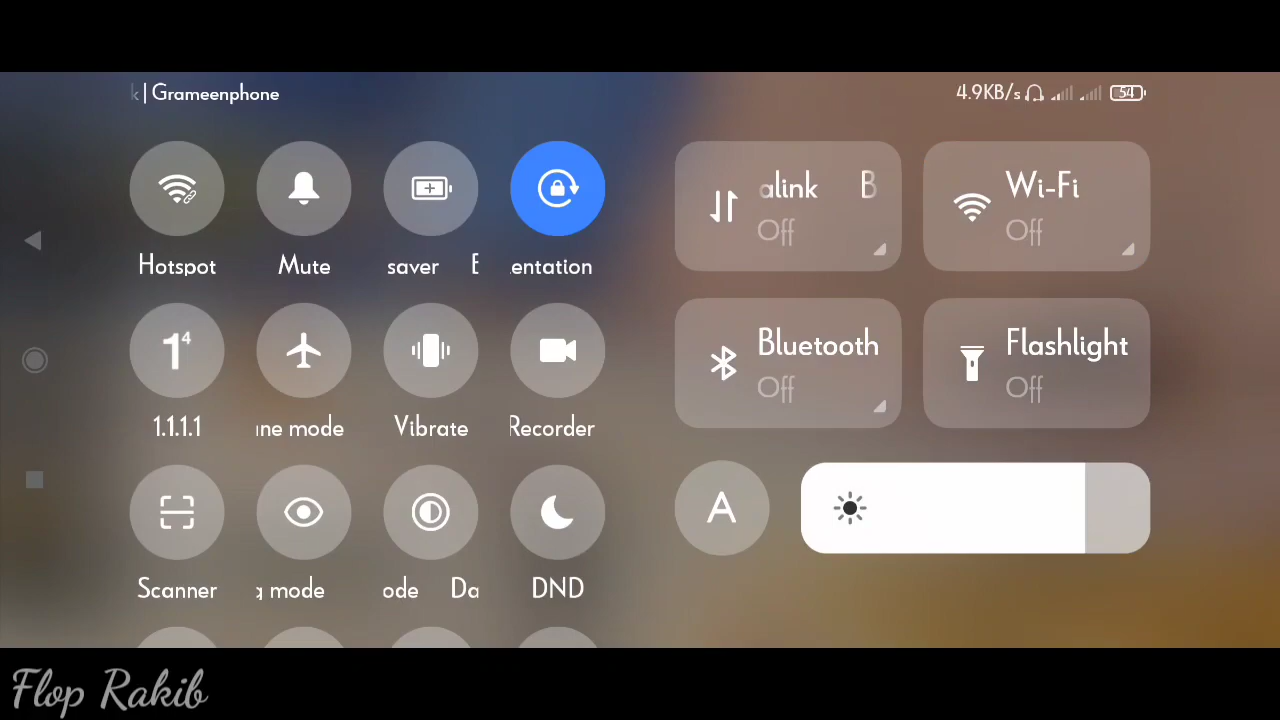 k | Grameenphone
4.9KB/s 54
Hotspot Mute saver E entation
1⁴
1.1.1.1 ne mode Vibrate Recorder
Scanner g mode ode Da DND
alink B
Off
Wi-Fi
Off
Bluetooth
Off
Flashlight
Off
A
Flop Rakib